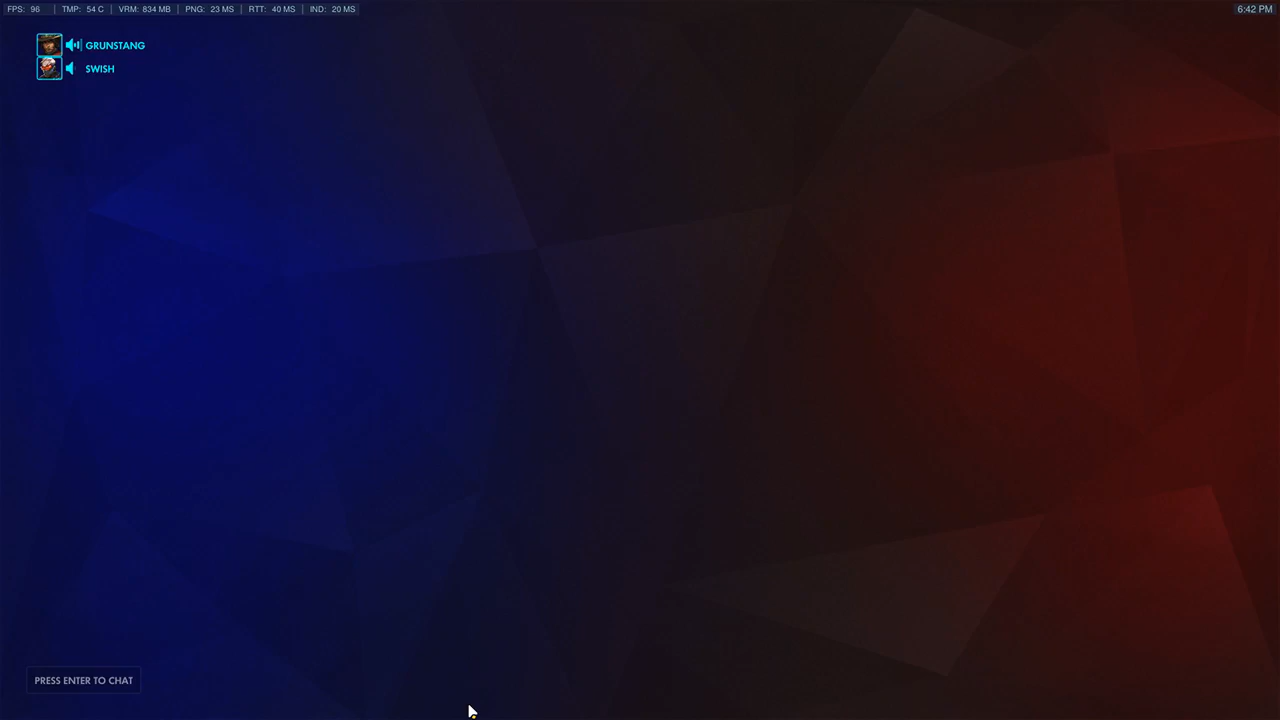 FPS: 96 | TMP: 54 C | VRM: 834 MB | PNG: 23 MS | RTT: 40 MS | IND: 20 MS
6:42 PM
GRUNSTANG
SWISH
PRESS ENTER TO CHAT